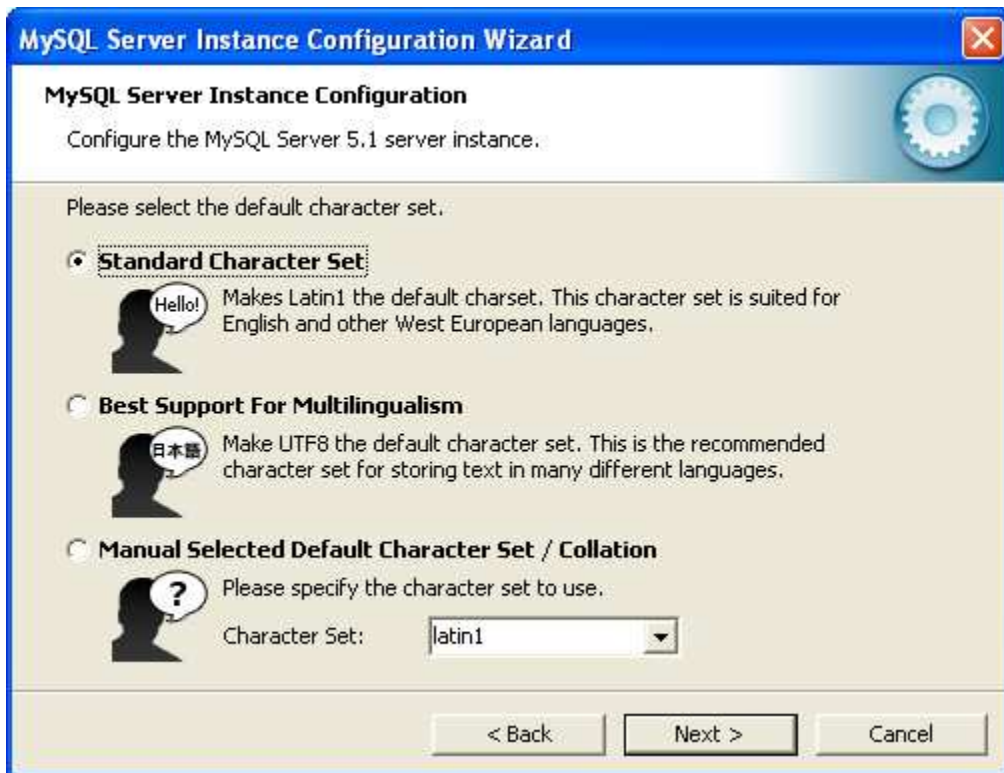 MySQL Server Instance Configuration Wizard
MySQL Server Instance Configuration
Configure the MySQL Server 5.1 server instance.
Please select the default character set.
Standard Character Set
Hello!
Makes Latin1 the default charset. This character set is suited for
English and other West European languages.
Best Support For Multilingualism
日本語
Make UTF8 the default character set. This is the recommended
character set for storing text in many different languages.
Manual Selected Default Character Set / Collation
?
Please specify the character set to use.
Character Set: latin1
< Back Next > Cancel